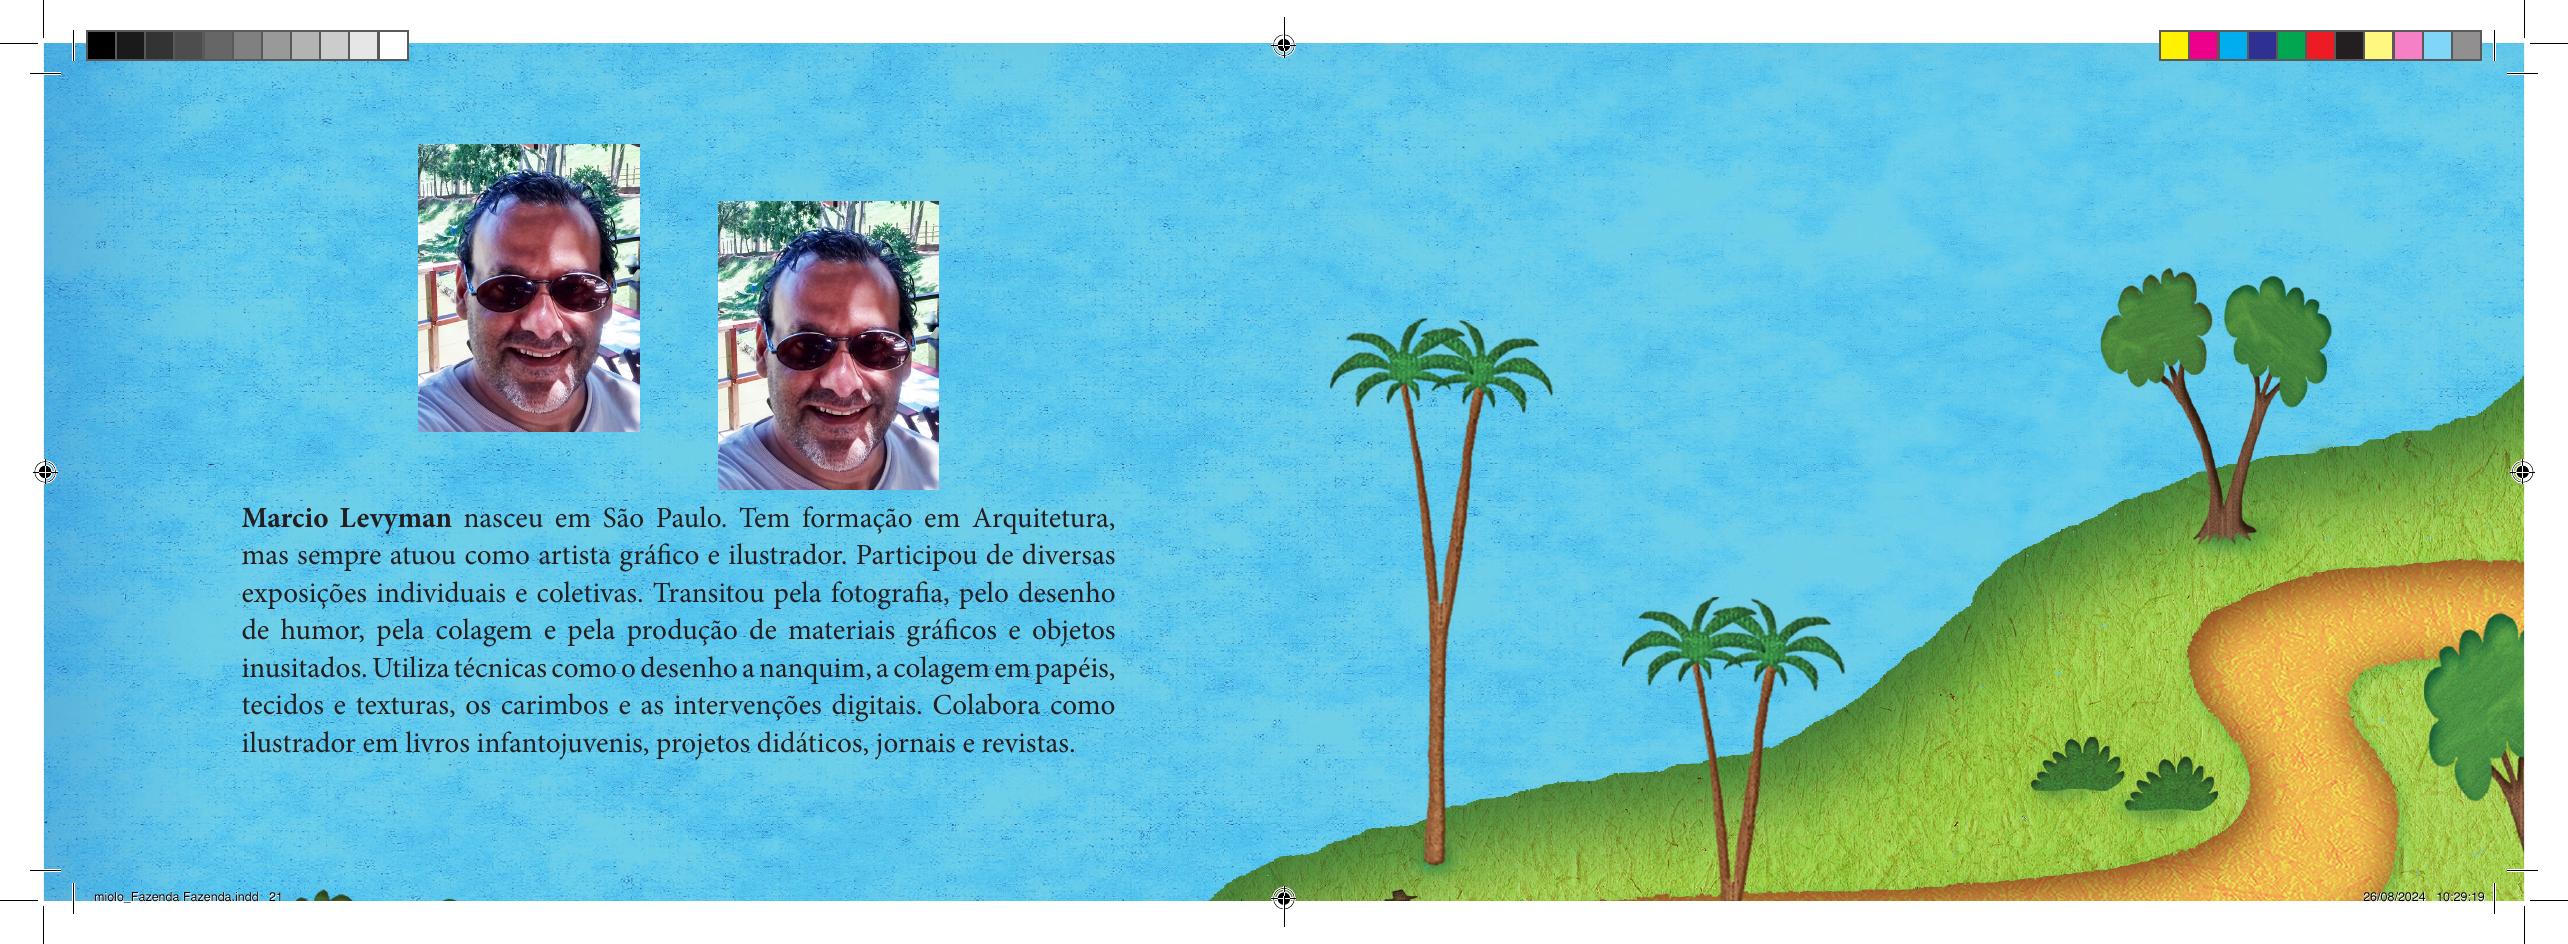 Marcio Levyman nasceu em São Paulo. Tem formação em Arquitetura,
mas sempre atuou como artista gráfico e ilustrador. Participou de diversas
exposições individuais e coletivas. Transitou pela fotografia, pelo desenho
de humor, pela colagem e pela produção de materiais gráficos e objetos
inusitados. Utiliza técnicas como o desenho a nanquim, a colagem em papéis,
tecidos e texturas, os carimbos e as intervenções digitais. Colabora como
ilustrador em livros infantojuvenis, projetos didáticos, jornais e revistas.
miolo_Fazenda Fazenda.indd 21
26/08/2024 10:29:19